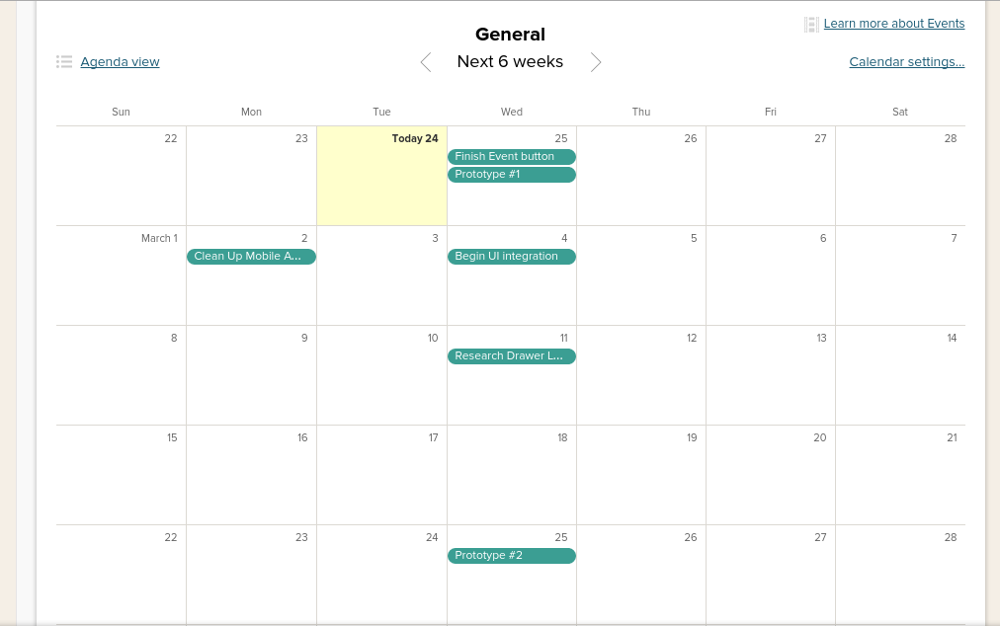 Learn more about Events
General
Agenda view
Next 6 weeks
Calendar settings...
Sun Mon Tue Wed Thu Fri Sat
22 23 Today 24 25 26 27 28
Finish Event button
Prototype #1
March 1 2 3 4 5 6 7
Clean Up Mobile A... Begin UI integration
8 9 10 11 12 13 14
Research Drawer L...
15 16 17 18 19 20 21
22 23 24 25 26 27 28
Prototype #2